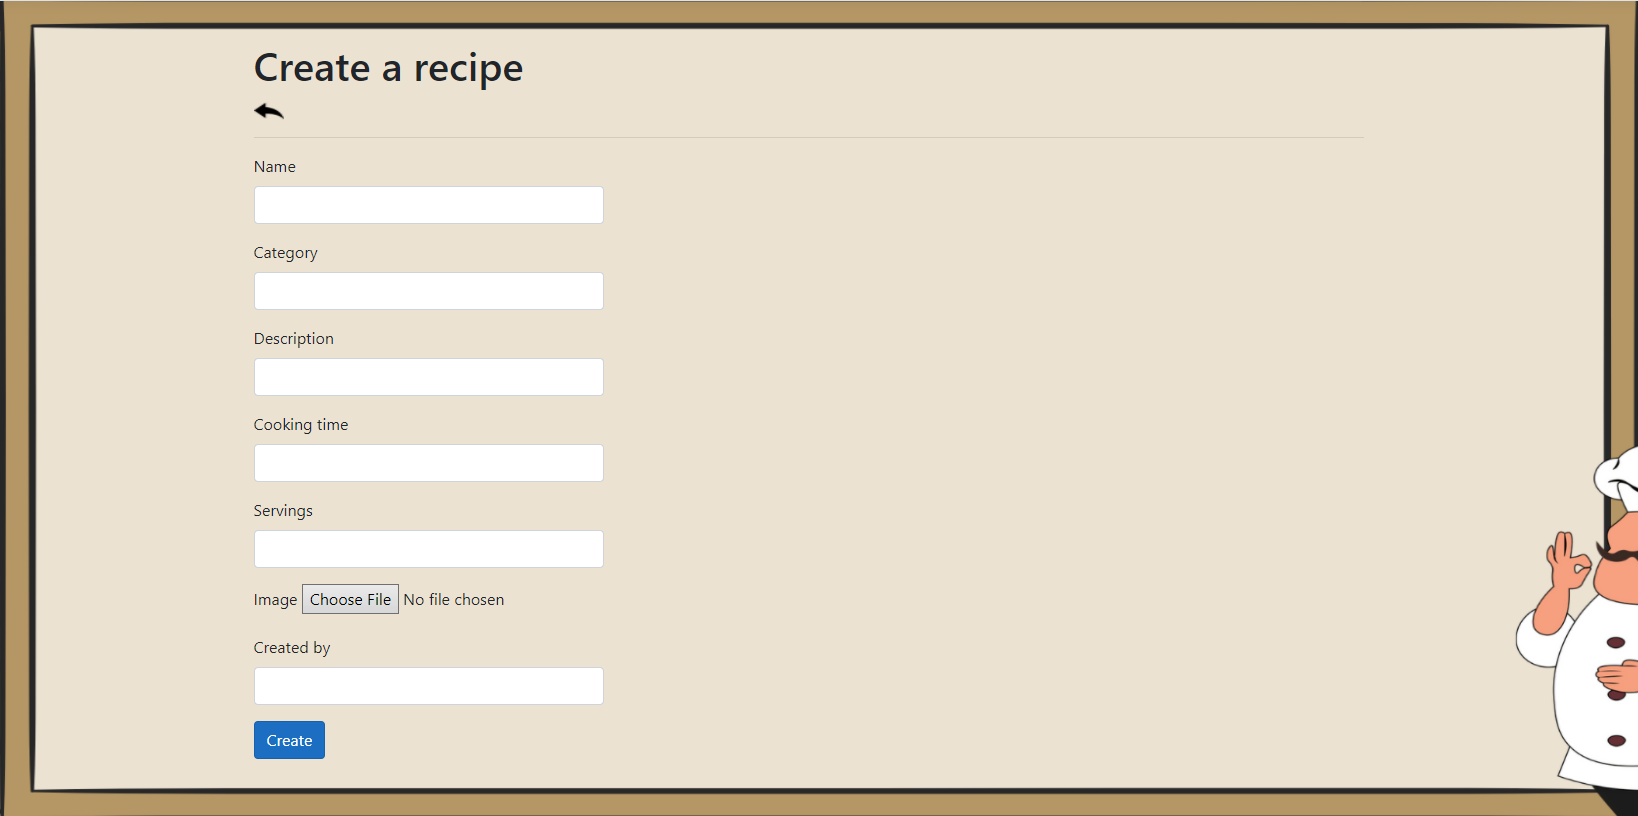 Create a recipe
Name
Category
Description
Cooking time
Servings
Image Choose File No file chosen
Created by
Create